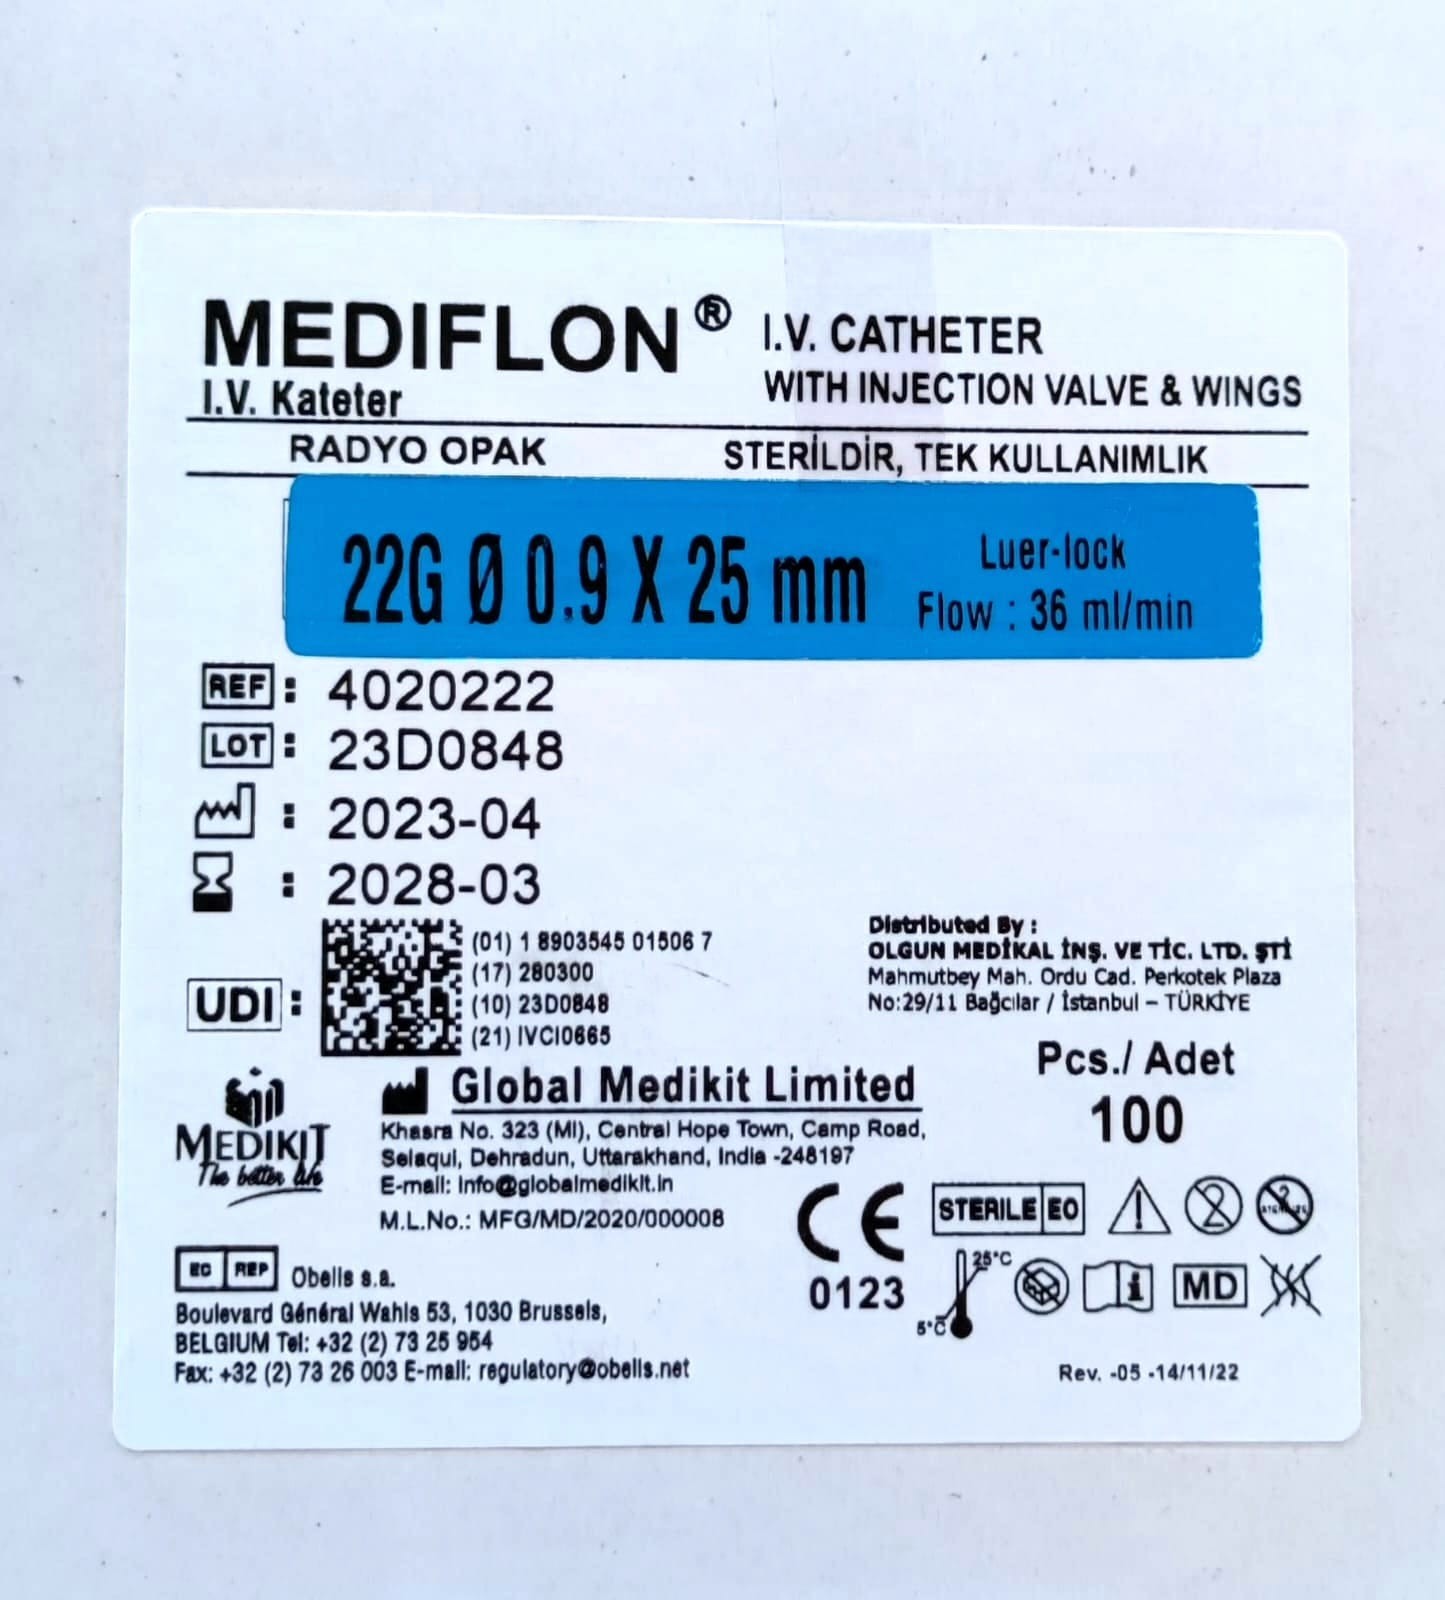 MEDIFLON®
I.V. Kateter
I.V. CATHETER
WITH INJECTION VALVE & WINGS
RADYO OPAK
STERİLDİR, TEK KULLANIMLIK
22G Ø 0.9 X 25 mm
Luer-lock
Flow : 36 ml/min
REF : 4020222
LOT : 23D0848
: 2023-04
: 2028-03
UDI :
(01) 1 8903545 01506 7
(17) 280300
(10) 23D0848
(21) IVCI0665
Distributed By :
OLGUN MEDİKAL İNŞ. VE TİC. LTD. ŞTİ
Mahmutbey Mah. Ordu Cad. Perkotek Plaza
No:29/11 Bağcılar / İstanbul – TÜRKİYE
Pcs./ Adet
100
MEDIKIT
The better life
Global Medikit Limited
Khasra No. 323 (MI), Central Hope Town, Camp Road,
Selaqui, Dehradun, Uttarakhand, India -248197
E-mail: info@globalmedikit.in
M.L.No.: MFG/MD/2020/000008
EC REP Obelis s.a.
Boulevard Général Wahis 53, 1030 Brussels,
BELGIUM Tel: +32 (2) 73 25 954
Fax: +32 (2) 73 26 003 E-mail: regulatory@obelis.net
CE
0123
STERILE EO
2
25°C
5°C
MD
Rev. -05 -14/11/22